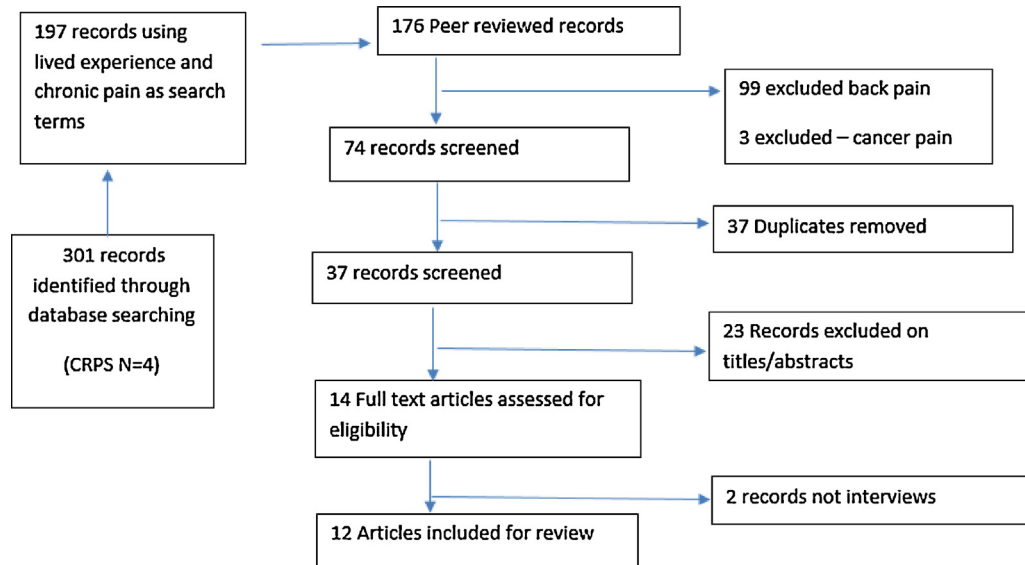 197 records using
lived experience and
chronic pain as search
terms
176 Peer reviewed records
99 excluded back pain
3 excluded – cancer pain
74 records screened
37 Duplicates removed
301 records
identified through
database searching
(CRPS N=4)
37 records screened
23 Records excluded on
titles/abstracts
14 Full text articles assessed for
eligibility
2 records not interviews
12 Articles included for review